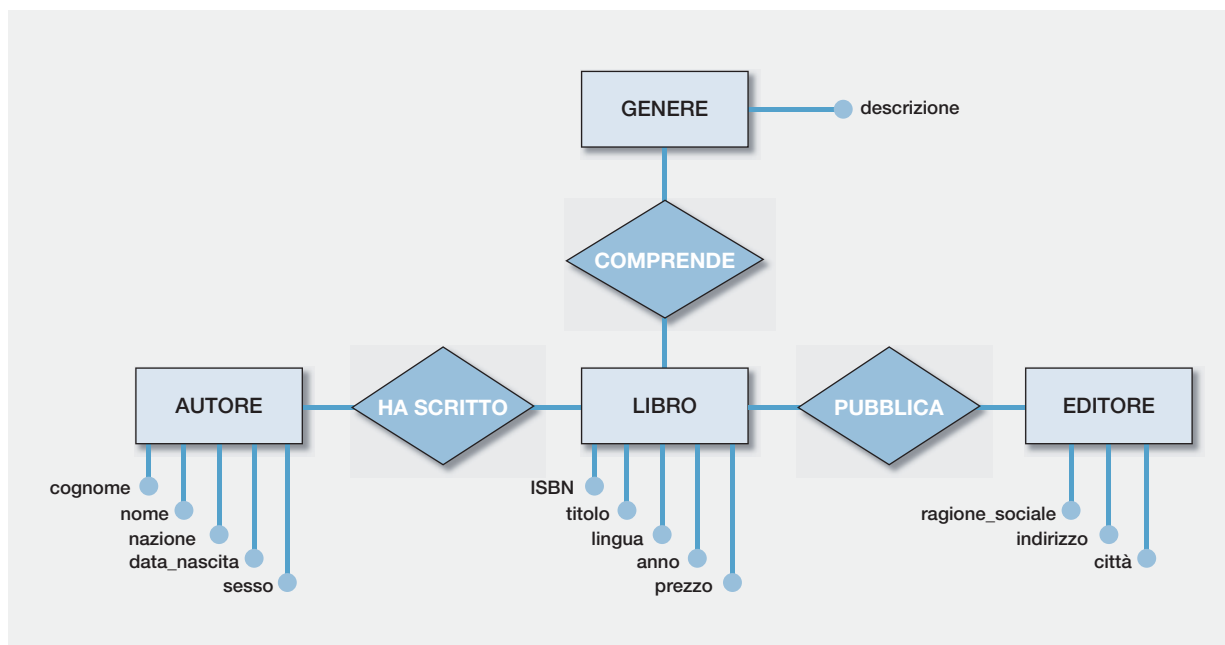 GENERE
descrizione
COMPRENDE
AUTORE
HA SCRITTO
LIBRO
PUBBLICA
EDITORE
cognome
nome
nazione
data_nascita
sesso
ISBN
titolo
lingua
anno
prezzo
ragione_sociale
indirizzo
città